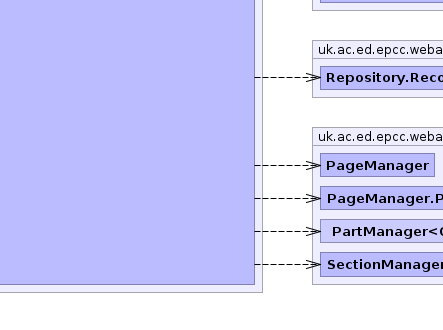 uk.ac.ed.epcc.weba
Repository.Reco
uk.ac.ed.epcc.weba
PageManager
PageManager.P
PartManager<
SectionManager